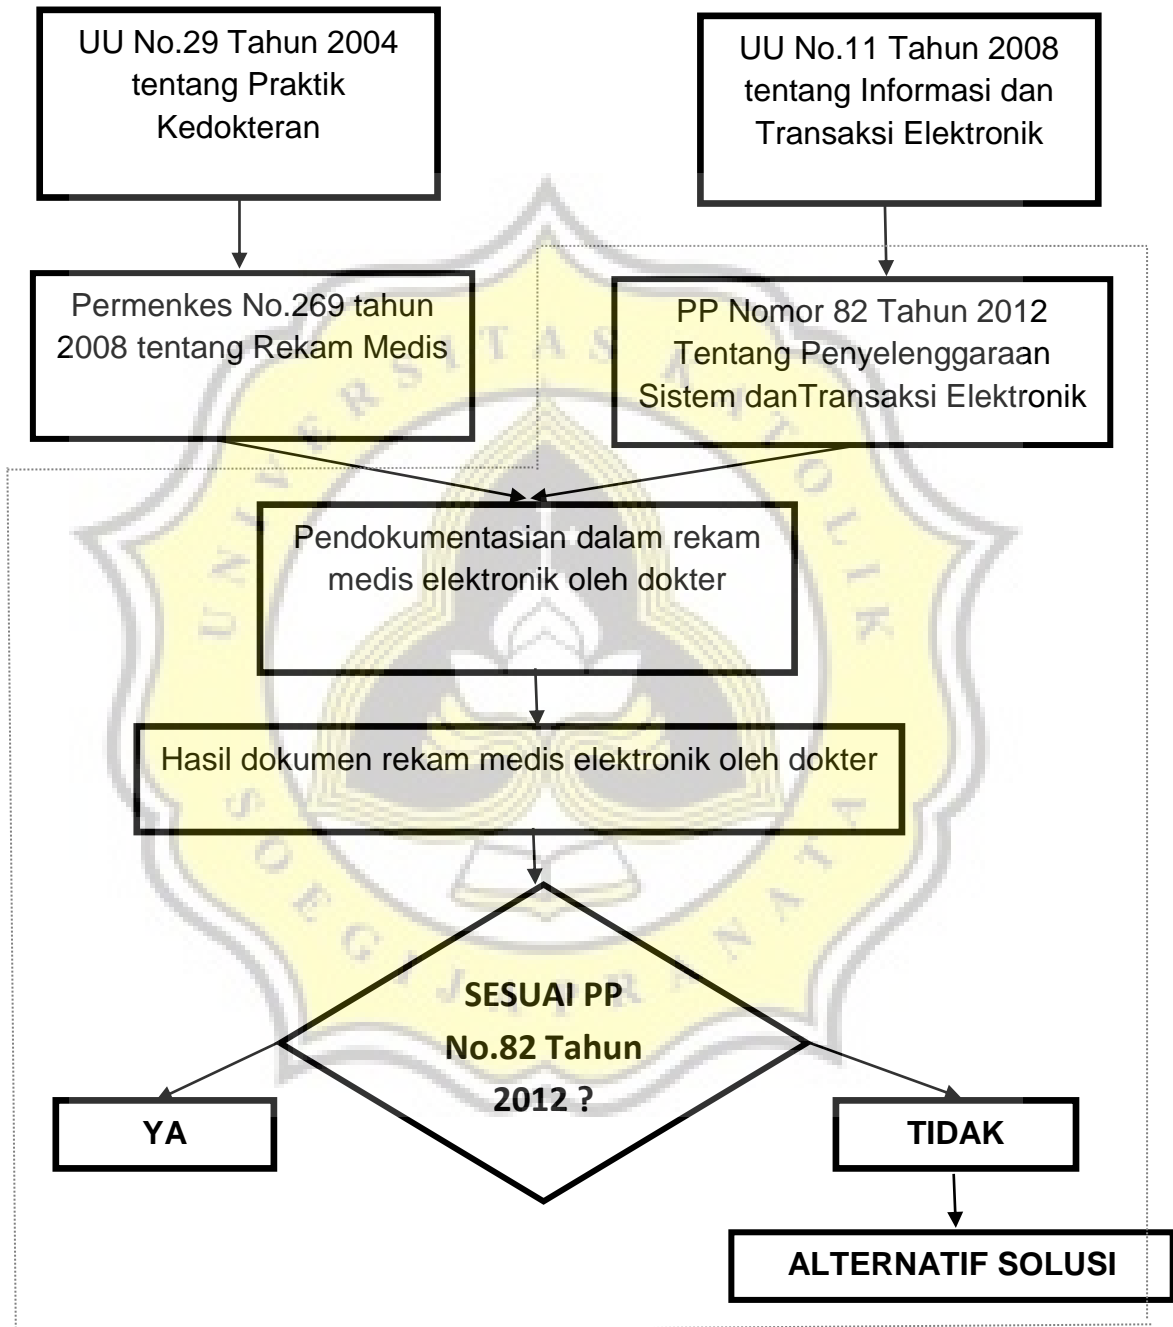 UU No.29 Tahun 2004
tentang Praktik
Kedokteran
UU No.11 Tahun 2008
tentang Informasi dan
Transaksi Elektronik
Permenkes No.269 tahun
2008 tentang Rekam Medis
PP Nomor 82 Tahun 2012
Tentang Penyelenggaraan
Sistem danTransaksi Elektronik
UNIVERSITAS KATOLIK
Pendokumentasian dalam rekam
medis elektronik oleh dokter
Hasil dokumen rekam medis elektronik oleh dokter
SOEGIJAPRANATA
SESUAI PP
No.82 Tahun
2012 ?
YA
TIDAK
ALTERNATIF SOLUSI